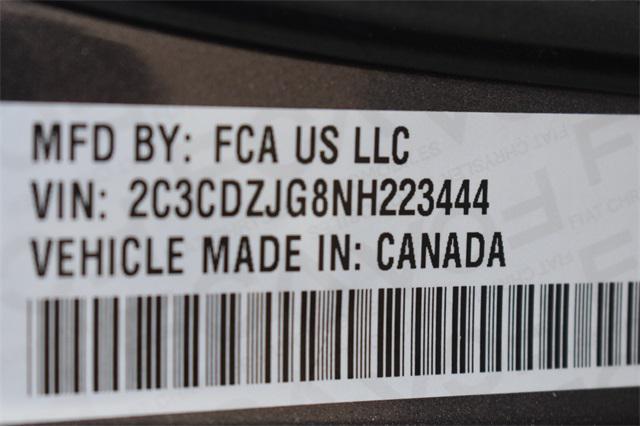 MFD BY: FCA US LLC
VIN: 2C3CDZJG8NH223444
VEHICLE MADE IN: CANADA